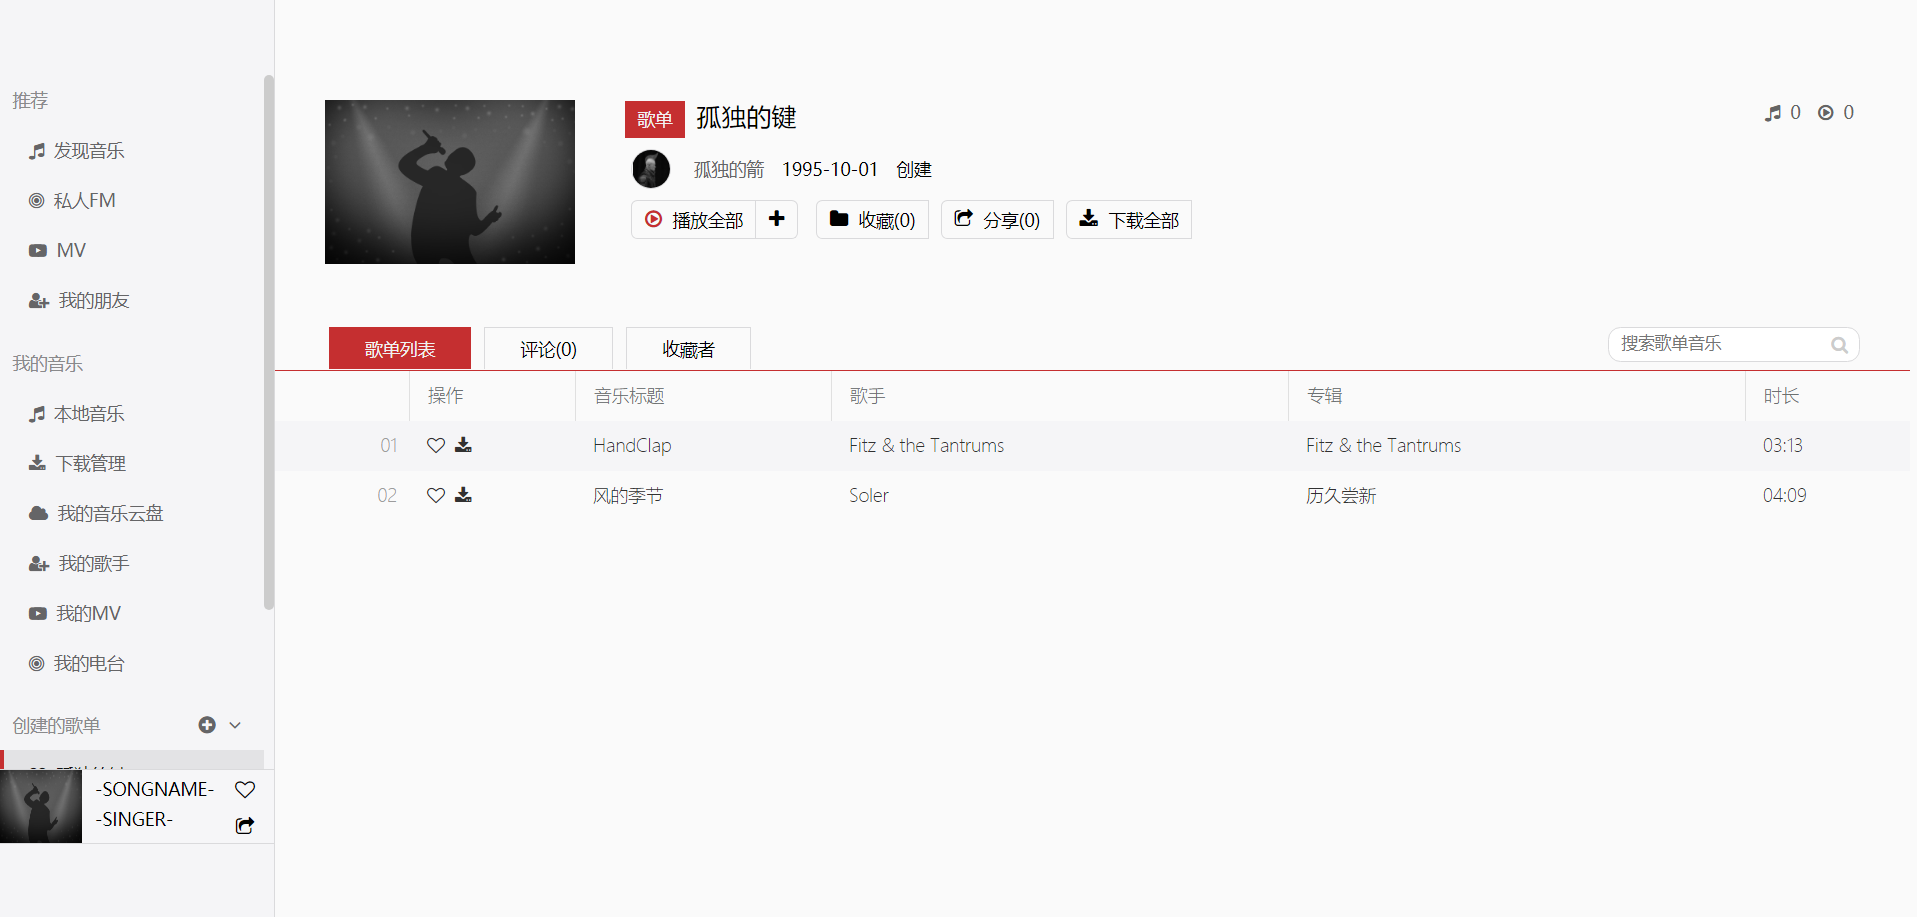 推荐
发现音乐
私人FM
MV
我的朋友
我的音乐
本地音乐
下载管理
我的音乐云盘
我的歌手
我的MV
我的电台
创建的歌单
-SONGNAME-
-SINGER-
歌单 孤独的键
0 0
孤独的箭 1995-10-01 创建
播放全部 收藏(0) 分享(0) 下载全部
歌单列表 评论(0) 收藏者 搜索歌单音乐
操作 音乐标题 歌手 专辑 时长
01 HandClap Fitz & the Tantrums Fitz & the Tantrums 03:13
02 风的季节 Soler 历久尝新 04:09